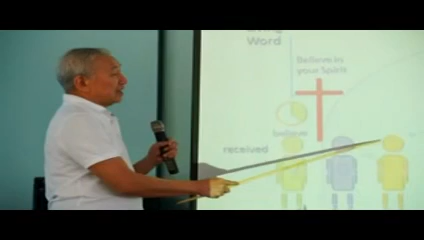 Word
Believe in
your Spirit
believe
received